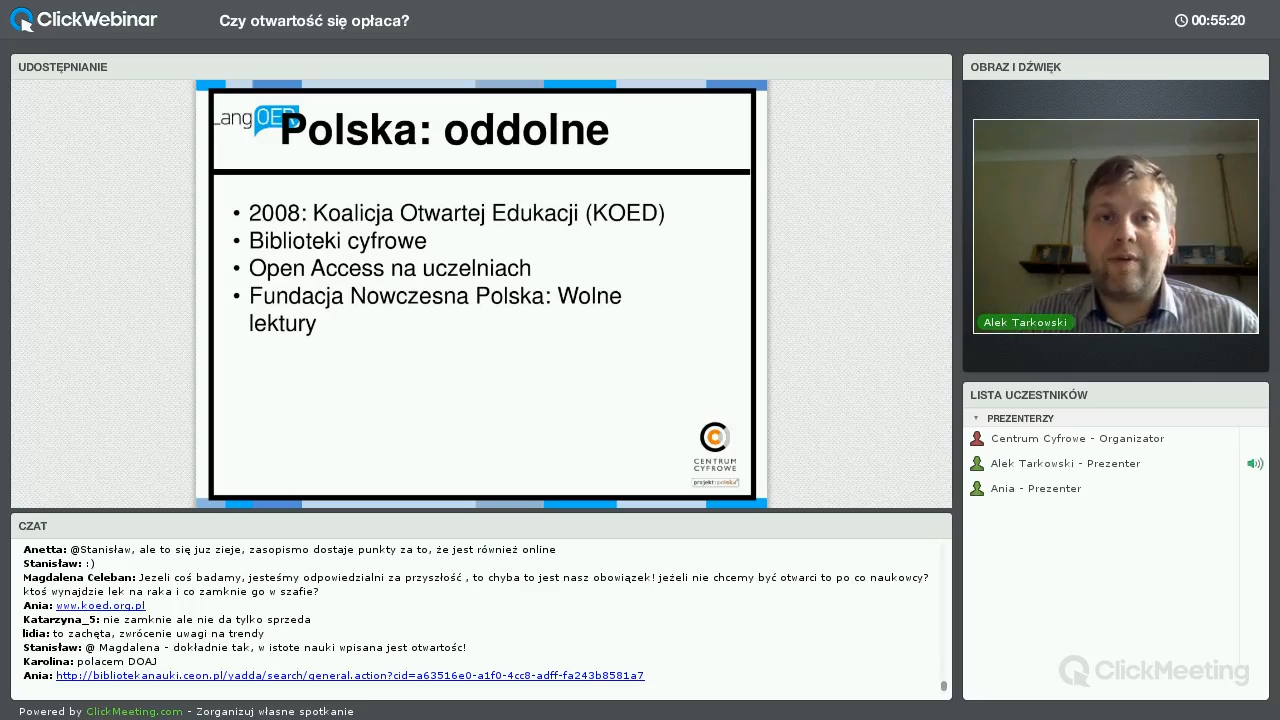 ClickWebinar
Czy otwartość się opłaca?
00:55:20
UDOSTĘPNIANIE
LangOER
Polska: oddolne
• 2008: Koalicja Otwartej Edukacji (KOED)
• Biblioteki cyfrowe
• Open Access na uczelniach
• Fundacja Nowczesna Polska: Wolne
lektury
CENTRUM
CYFROWE
projekt: polska
OBRAZ I DŹWIĘK
Alek Tarkowski
LISTA UCZESTNIKÓW
PREZENTERZY
Centrum Cyfrowe - Organizator
Alek Tarkowski - Prezenter
Ania - Prezenter
ClickMeeting
CZAT
Anetta: @Stanisław, ale to się juz zieje, zasopismo dostaje punkty za to, że jest również online
Stanisław: :)
Magdalena Celeban: Jezeli coś badamy, jesteśmy odpowiedzialni za przyszłość , to chyba to jest nasz obowiązek! jeżeli nie chcemy być otwarci to po co naukowcy?
ktoś wynajdzie lek na raka i co zamknie go w szafie?
Ania: www.koed.org.pl
Katarzyna_5: nie zamknie ale nie da tylko sprzeda
lidia: to zachęta, zwrócenie uwagi na trendy
Stanisław: @ Magdalena - dokładnie tak, w istote nauki wpisana jest otwartośc!
Karolina: polacem DOAJ
Ania: http://bibliotekanauki.ceon.pl/yadda/search/general.action?cid=a63516e0-a1f0-4cc8-adff-fa243b8581a7
Powered by ClickMeeting.com - Zorganizuj własne spotkanie